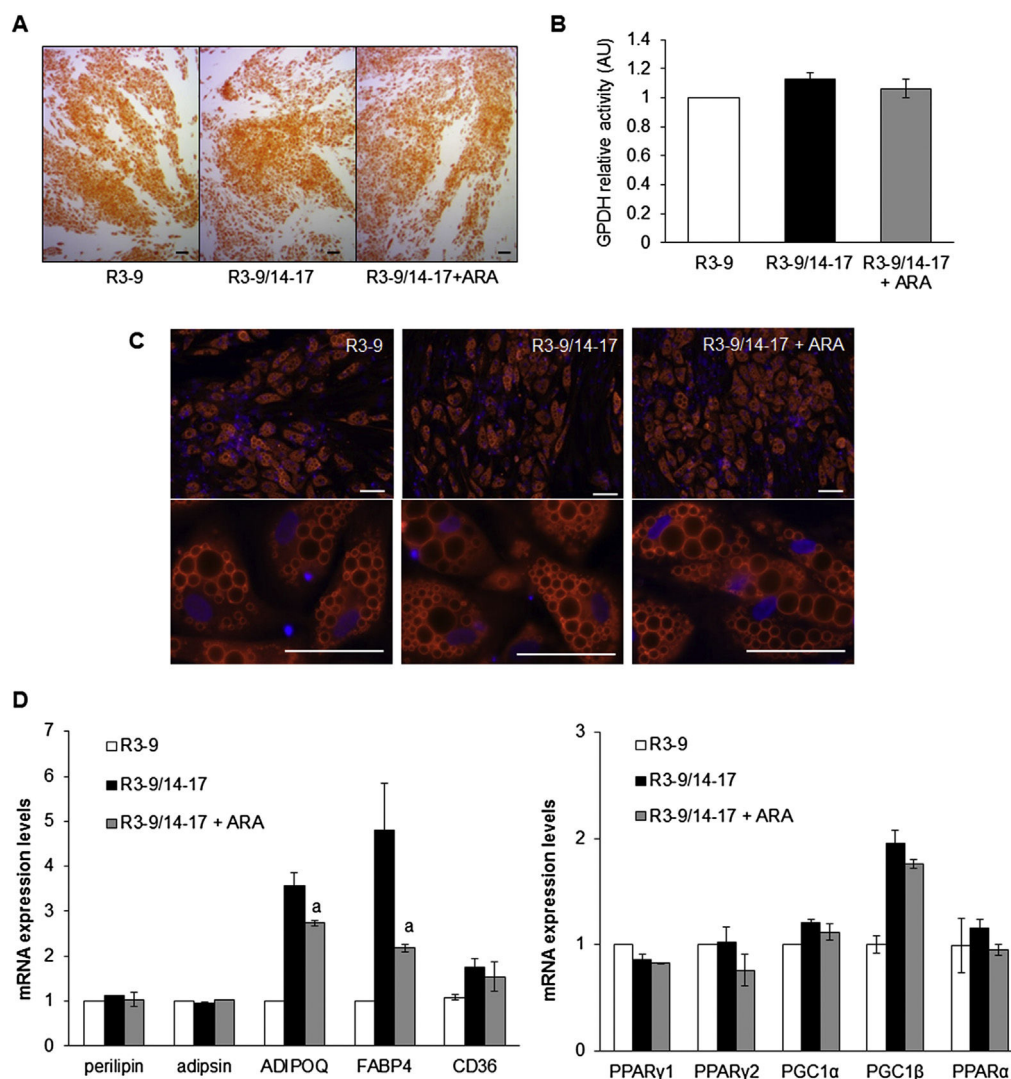 A
R3-9
R3-9/14-17
R3-9/14-17+ARA
B
GPDH relative activity (AU)
1.4
1.2
1
0.8
0.6
0.4
0.2
0
R3-9
R3-9/14-17
R3-9/14-17
+ ARA
C
R3-9
R3-9/14-17
R3-9/14-17 + ARA
D
mRNA expression levels
7
6
5
4
3
2
1
0
R3-9
R3-9/14-17
R3-9/14-17 + ARA
a
a
perilipin
adipsin
ADIPOQ
FABP4
CD36
mRNA expression levels
3
2
1
0
R3-9
R3-9/14-17
R3-9/14-17 + ARA
PPARγ1
PPARγ2
PGC1α
PGC1β
PPARα